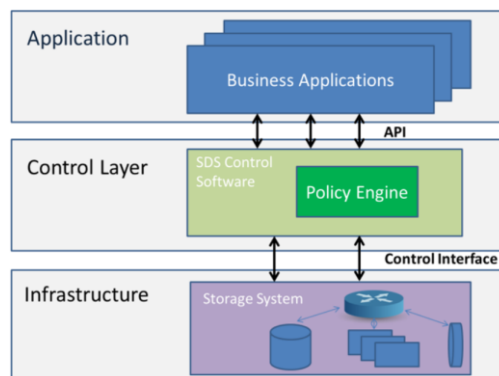 Application
Business Applications
API
Control Layer
SDS Control
Software
Policy Engine
Control Interface
Infrastructure
Storage System